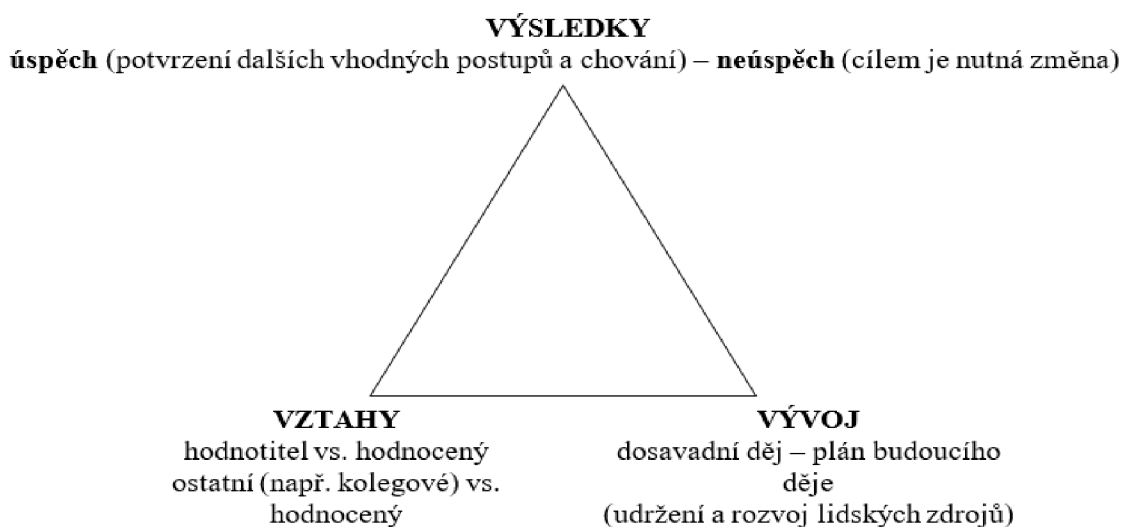 VÝSLEDKY
úspěch (potvrzení dalších vhodných postupů a chování) – neúspěch (cílem je nutná změna)
VZTAHY
hodnotitel vs. hodnocený
ostatní (např. kolegové) vs.
hodnocený
VÝVOJ
dosavadní děj – plán budoucího
děje
(udržení a rozvoj lidských zdrojů)